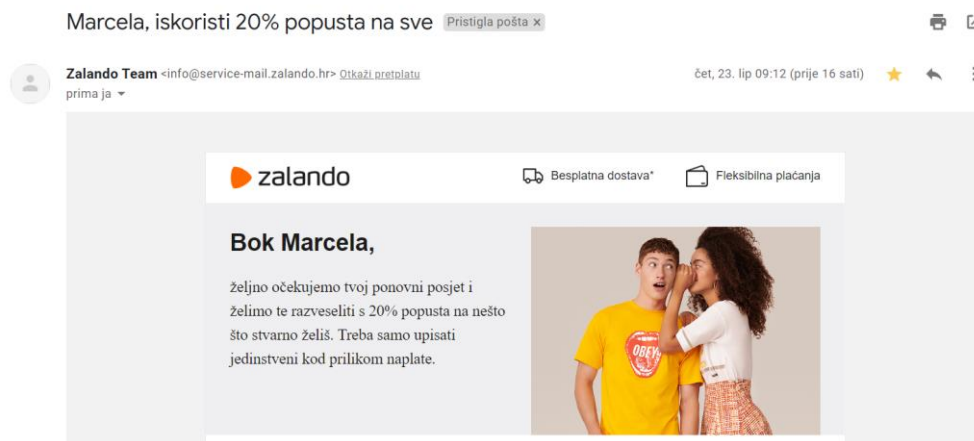 Marcela, iskoristi 20% popusta na sve Pristigla pošta x
Zalando Team <info@service-mail.zalando.hr> Otkaži pretplatu
čet, 23. lip 09:12 (prije 16 sati)
prima ja
zalando
Besplatna dostava*
Fleksibilna plaćanja
Bok Marcela,
željno očekujemo tvoj ponovni posjet i
želimo te razveseliti s 20% popusta na nešto
što stvarno želiš. Treba samo upisati
jedinstveni kod prilikom naplate.
OBEY